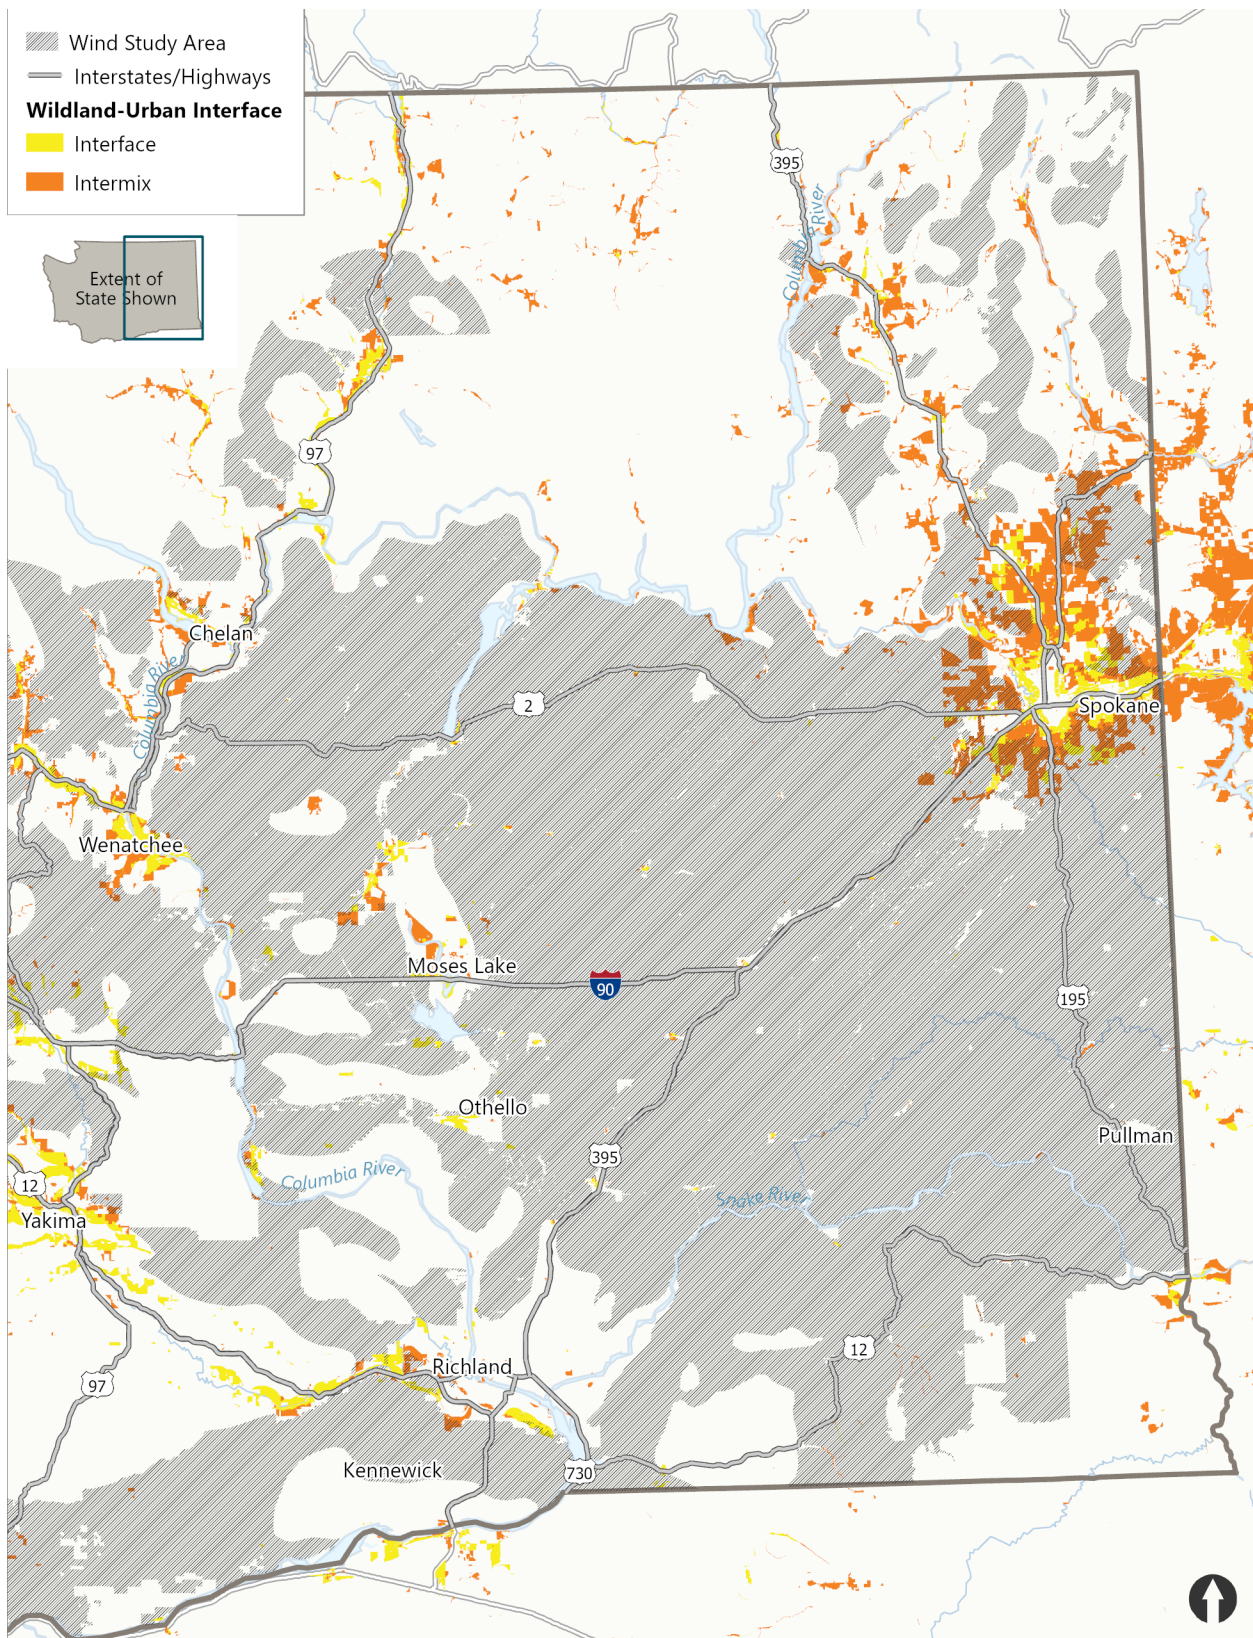 Wind Study Area
Interstates/Highways
Wildland-Urban Interface
Interface
Intermix
Extent of
State Shown
395
Columbia River
97
Chelan
Columbia River
2
Spokane
Wenatchee
Moses Lake
90
195
Othello
Pullman
395
Columbia River
12
Snake River
Yakima
12
Richland
97
Kennewick
730